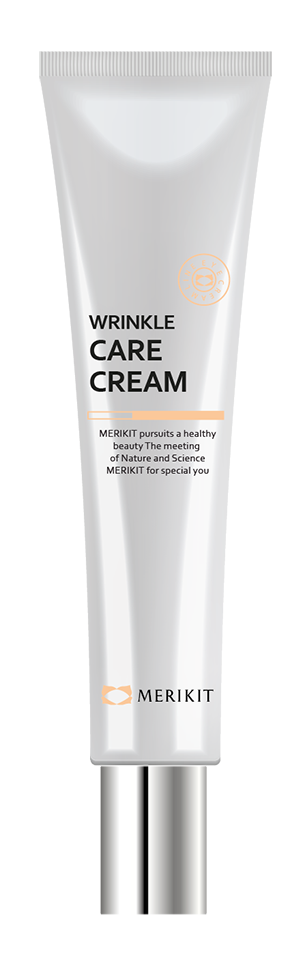 WRINKLE
CARE
CREAM
MERIKIT pursuits a healthy
beauty The meeting
of Nature and Science
MERIKIT for special you
MERIKIT